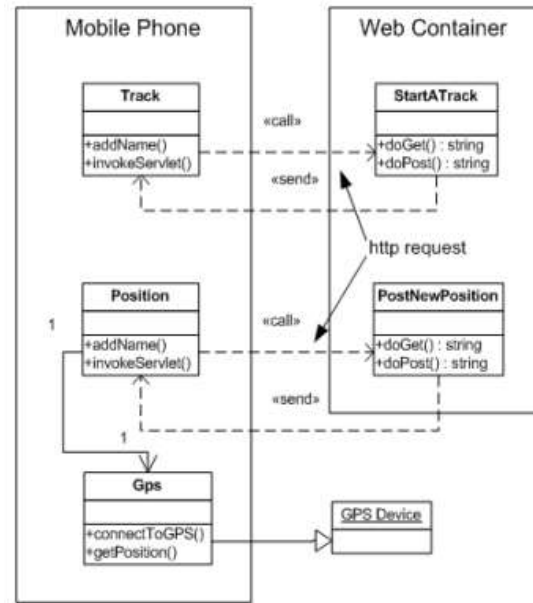 Mobile Phone
Web Container
Track
+addName()
+invokeServlet()
«call»
StartATrack
+doGet() : string
+doPost() : string
«send»
http request
Position
+addName()
+invokeServlet()
1
«call»
PostNewPosition
+doGet() : string
+doPost() : string
«send»
1
Gps
+connectToGPS()
+getPosition()
GPS Device